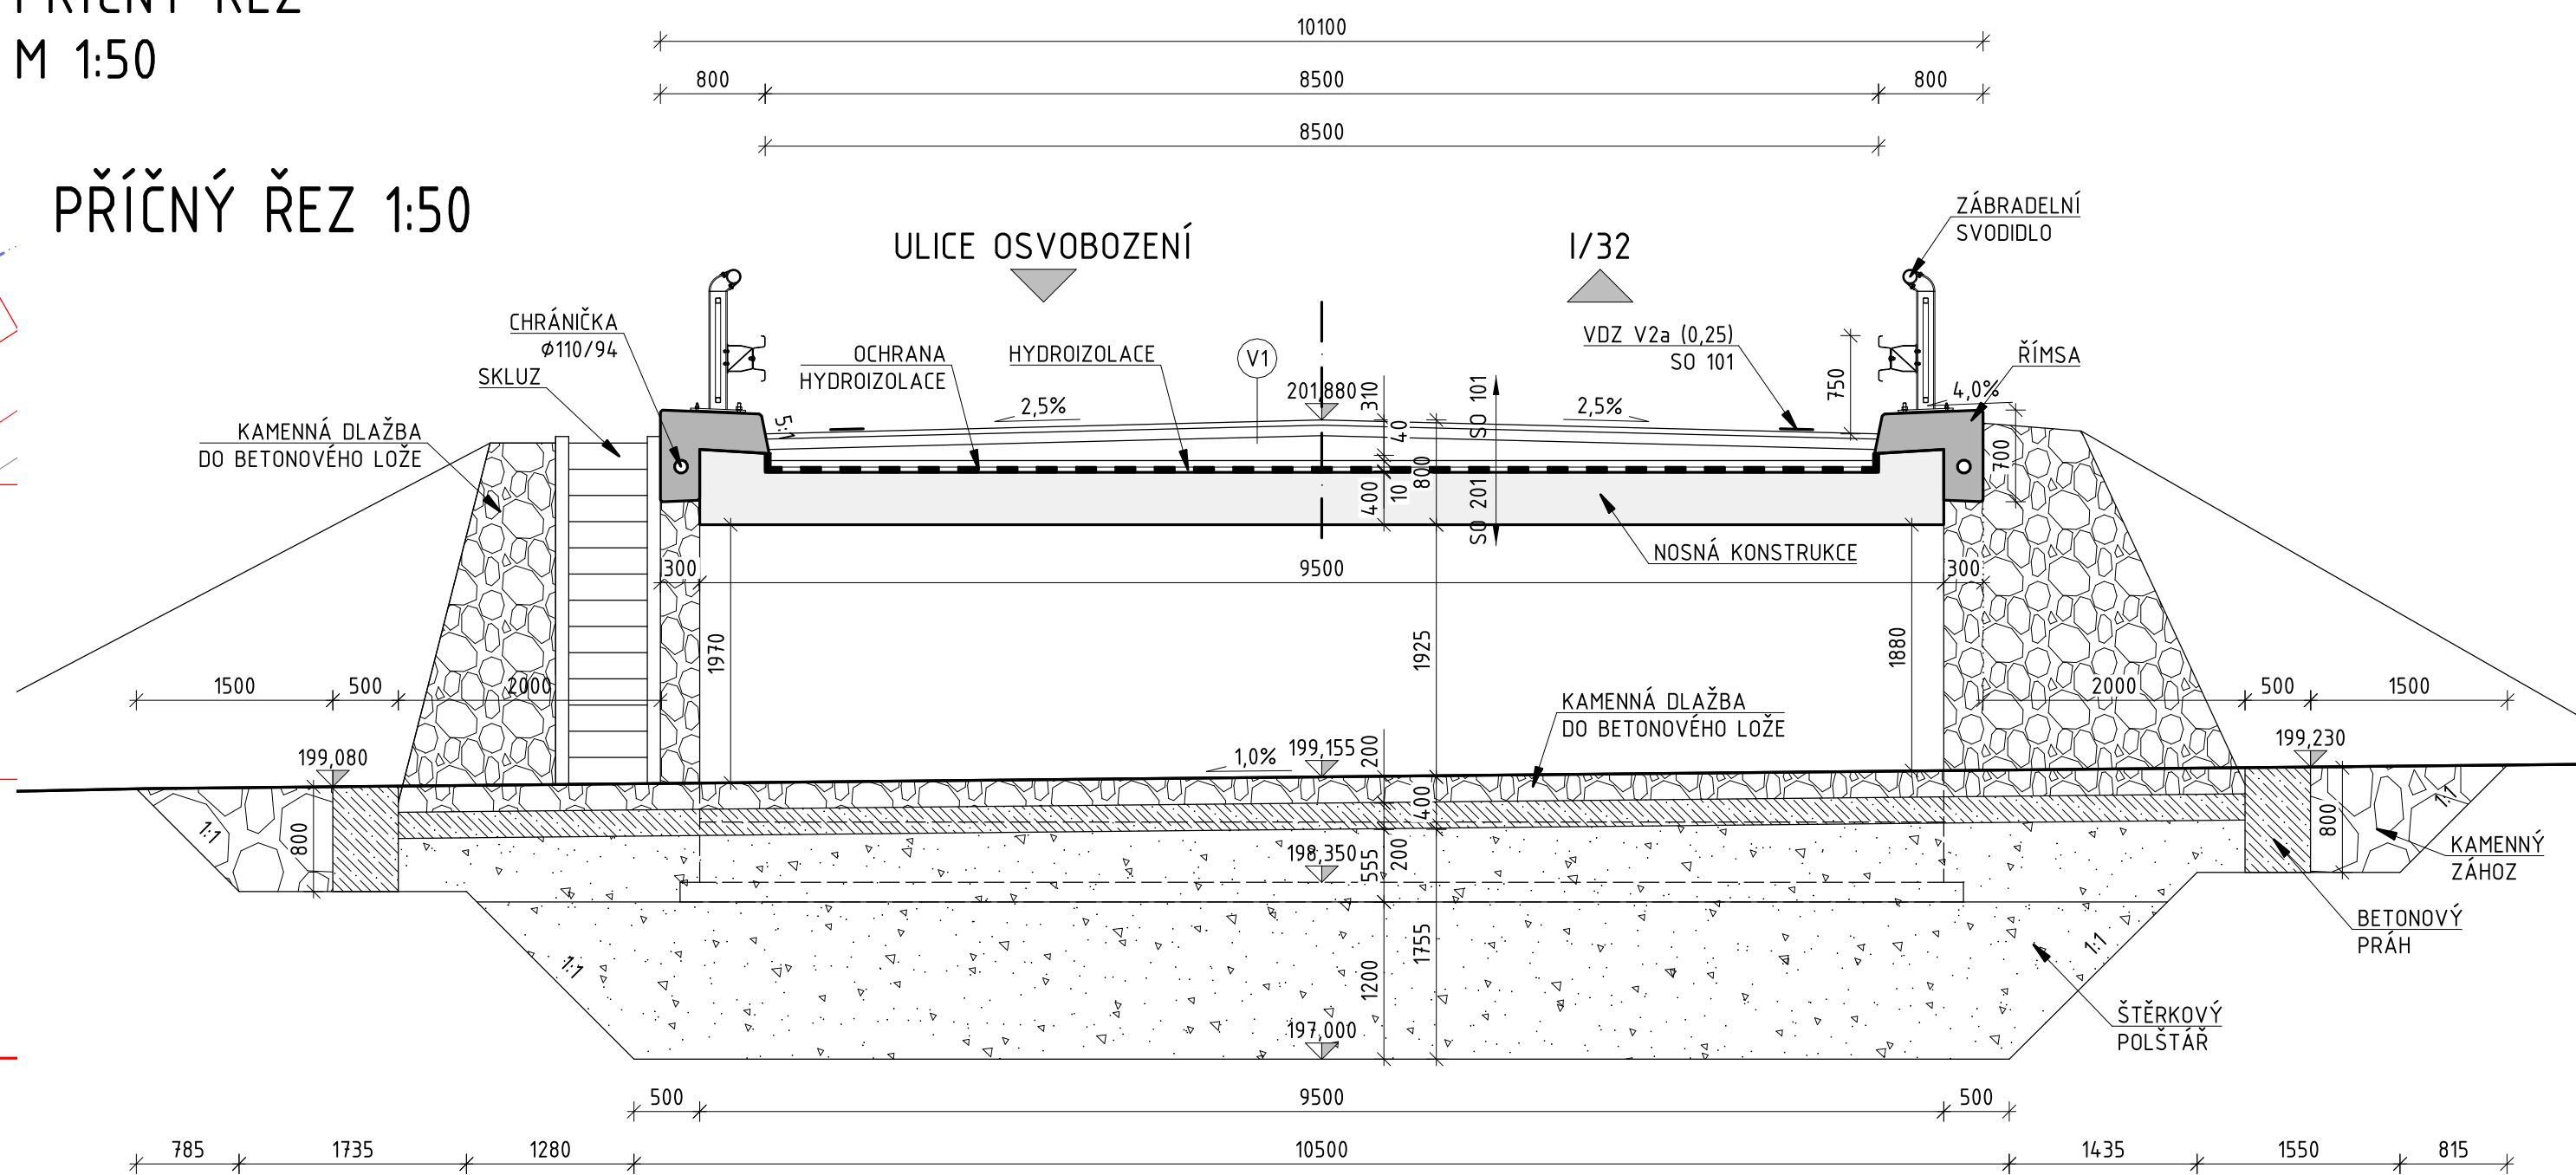 M 1:50
10100
800 8500 800
8500
PŘÍČNÝ ŘEZ 1:50
ULICE OSVOBOZENÍ
I/32
ZÁBRADELNÍ
SVODIDLO
CHRÁNIČKA
Ø110/94
SKLUZ
KAMENNÁ DLAŽBA
DO BETONOVÉHO LOŽE
OCHRANA
HYDROIZOLACE
HYDROIZOLACE
V1
VDZ V2a (0,25)
SO 101
750
ŘÍMSA
4,0%
5:1
2,5%
201,880
310
40
SO 101
2,5%
700
400
10
800
SO 201
NOSNÁ KONSTRUKCE
300 9500 300
1970
1925
1880
1500 500 2000
2000 500 1500
KAMENNÁ DLAŽBA
DO BETONOVÉHO LOŽE
199,080
1,0%
199,155
200
199,230
1:1
800
400
198,350
555
200
800
1:1
KAMENNÝ
ZÁHOZ
BETONOVÝ
PRÁH
1:1
1200
1755
197,000
1:1
ŠTĚRKOVÝ
POLŠTÁŘ
500 9500 500
785 1735 1280 10500 1435 1550 815